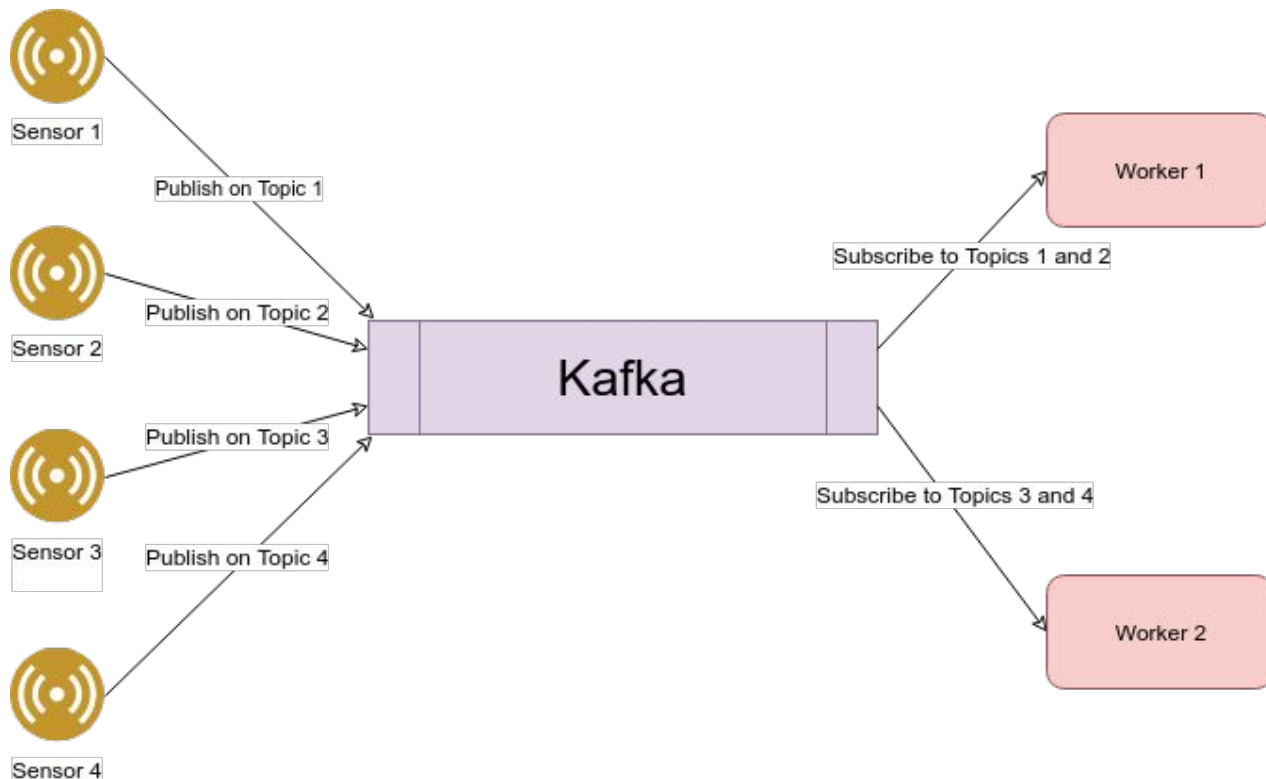 Sensor 1
Publish on Topic 1
Worker 1
Sensor 2
Publish on Topic 2
Subscribe to Topics 1 and 2
Kafka
Sensor 3
Publish on Topic 3
Subscribe to Topics 3 and 4
Publish on Topic 4
Worker 2
Sensor 4